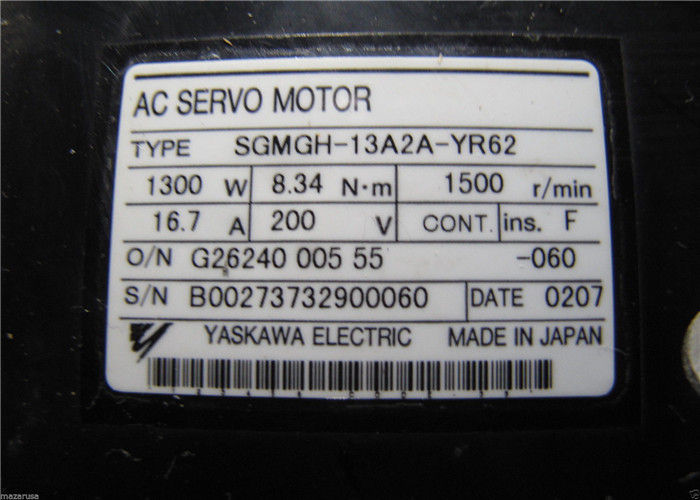 AC SERVO MOTOR
TYPE SGMGH-13A2A-YR62
1300 W 8.34 N·m 1500 r/min
16.7 A 200 V CONT. ins. F
O/N G26240 005 55 -060
S/N B00273732900060 DATE 0207
YASKAWA ELECTRIC MADE IN JAPAN
mazarusa